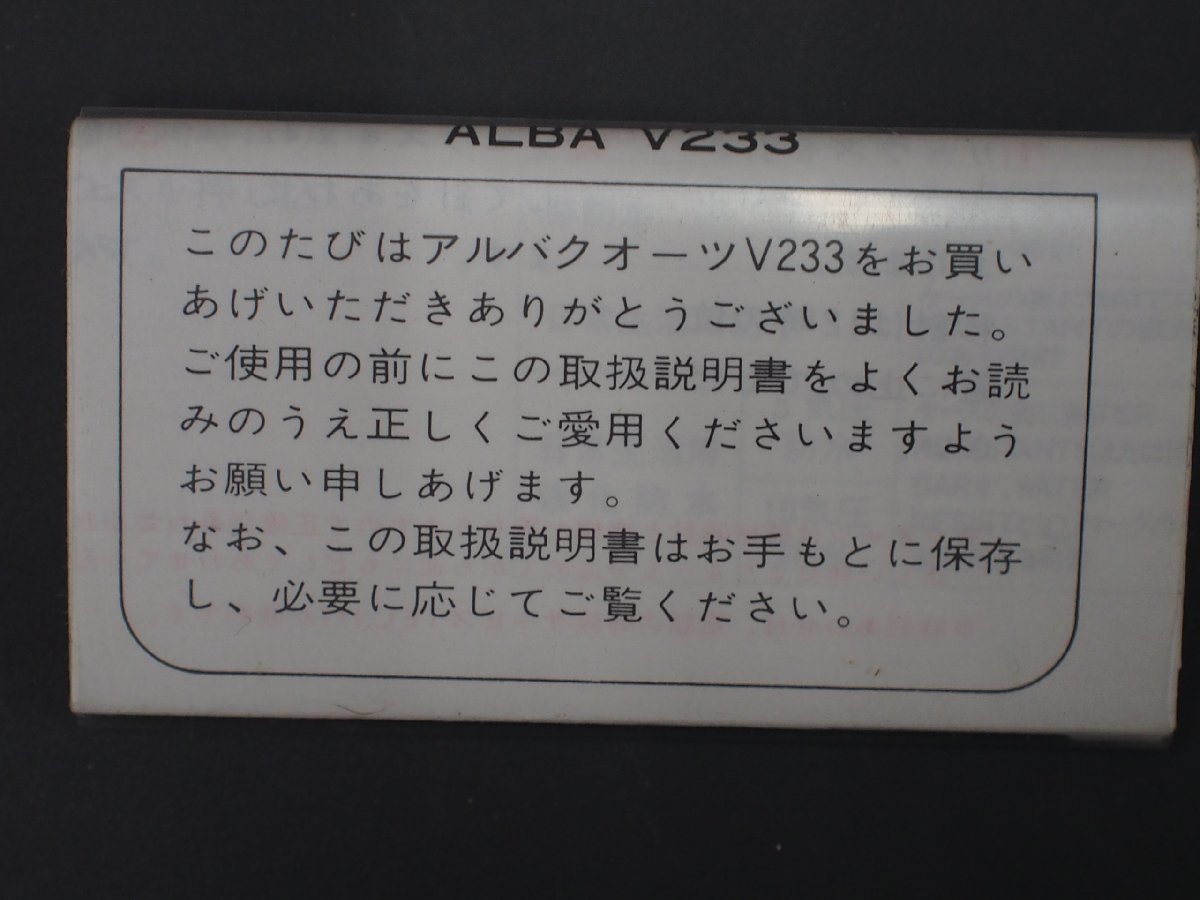 ALBA V233
このたびはアルバクオーツV233をお買い
あげいただきありがとうございました。
ご使用の前にこの取扱説明書をよくお読
みのうえ正しくご愛用くださいますよう
お願い申しあげます。
なお、この取扱説明書はお手もとに保存
し、必要に応じてご覧ください。